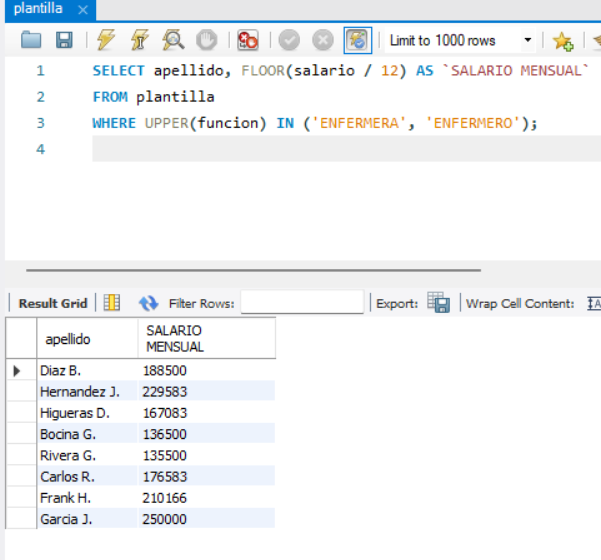 plantilla
Limit to 1000 rows
1 SELECT apellido, FLOOR(salario / 12) AS `SALARIO MENSUAL`
2 FROM plantilla
3 WHERE UPPER(funcion) IN ('ENFERMERA', 'ENFERMERO');
4
Result Grid Filter Rows: Export: Wrap Cell Content:
apellido SALARIO
MENSUAL
Diaz B. 188500
Hernandez J. 229583
Higueras D. 167083
Bocina G. 136500
Rivera G. 135500
Carlos R. 176583
Frank H. 210166
Garcia J. 250000